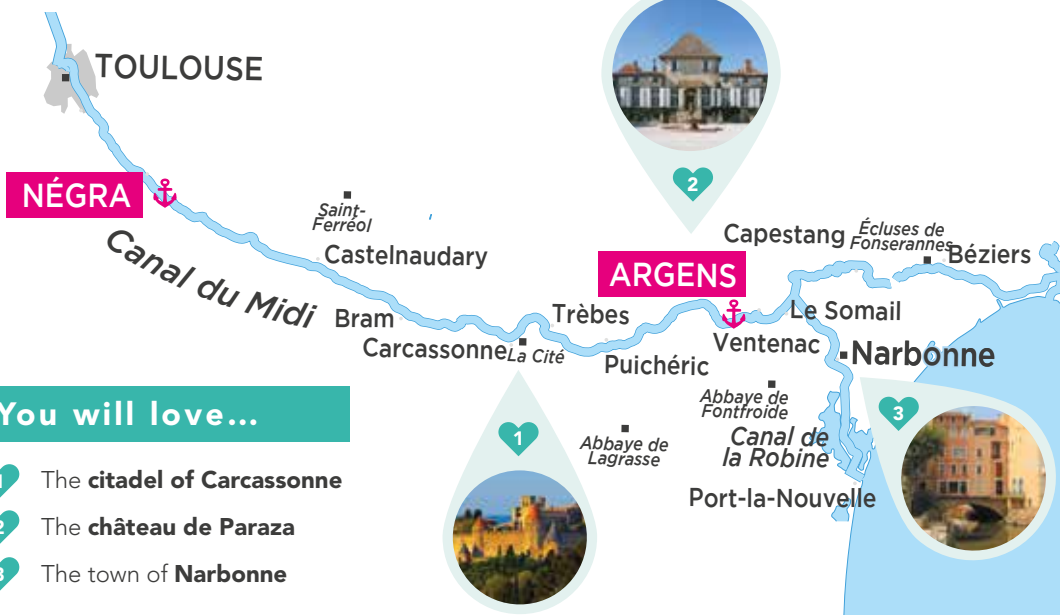 TOULOUSE
2
NÉGRA
Saint-
Ferréol
Capestang
Écluses de
Fonserannes
Béziers
Canal du Midi
Castelnaudary
ARGENS
Bram
Trèbes
Le Somail
Carcassonne
La Cité
Puichéric
Ventenac
Narbonne
You will love...
Abbaye de
Fontfroide
3
1
Abbaye de
Lagrasse
Canal de
la Robine
Port-la-Nouvelle
1 The citadel of Carcassonne
2 The château de Paraza
3 The town of Narbonne